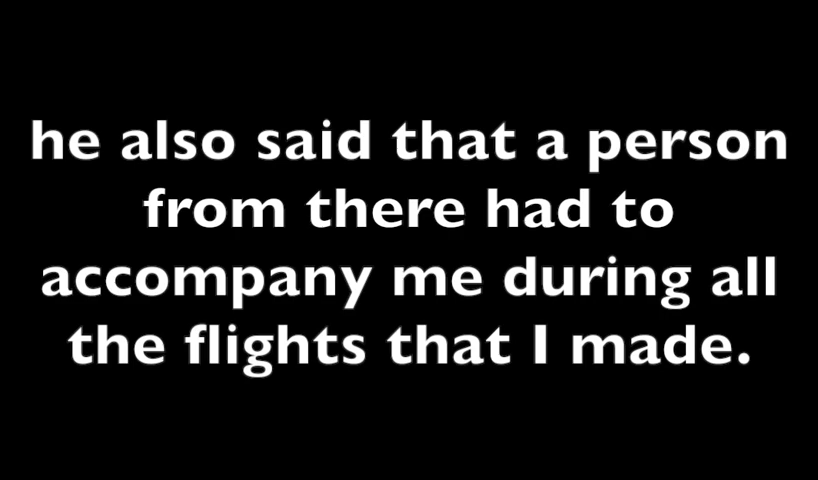 he also said that a person
from there had to
accompany me during all
the flights that I made.